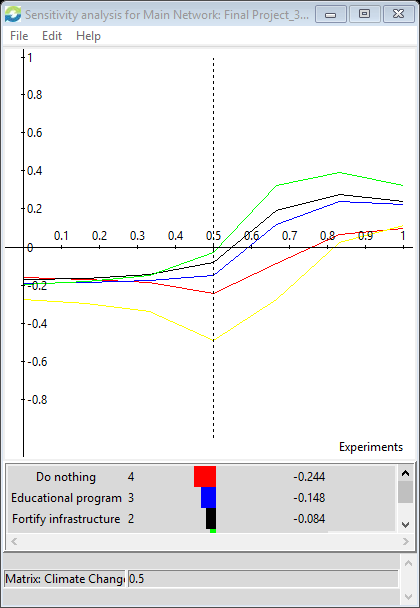 Sensitivity analysis for Main Network: Final Project_3...
File Edit Help
1
0.8
0.6
0.4
0.2
0 0.1 0.2 0.3 0.4 0.5 0.6 0.7 0.8 0.9 1
-0.2
-0.4
-0.6
-0.8
Experiments
Do nothing 4 -0.244
Educational program 3 -0.148
Fortify infrastructure 2 -0.084
Matrix: Climate Change 0.5